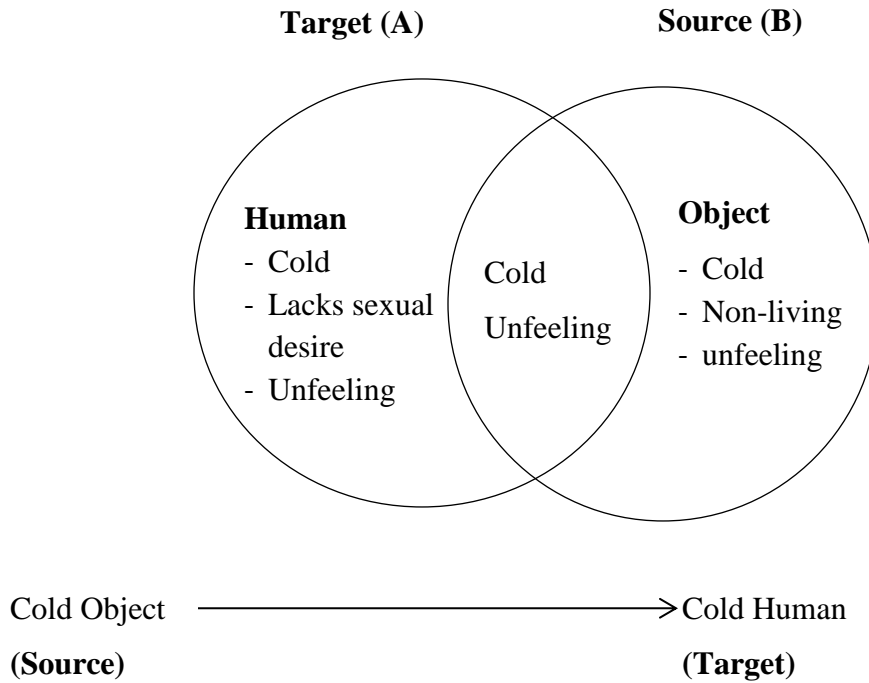 Target (A)
Source (B)
Human
- Cold
- Lacks sexual
desire
- Unfeeling
Cold
Unfeeling
Object
- Cold
- Non-living
- unfeeling
Cold Object
(Source)
Cold Human
(Target)